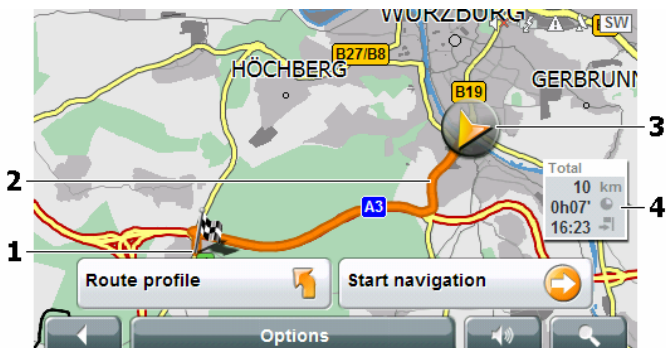 WÜRZBURG
SW
B27/B8
HÖCHBERG
GERBRUNN
B19
3
Total
10 km
2
0h07'
4
A3
16:23
1
Route profile
Start navigation
Options